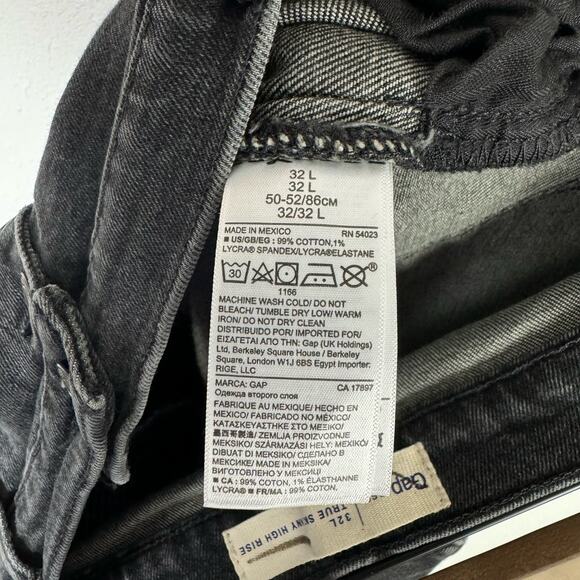 32 L
32 L
50-52/86CM
32/32 L
MADE IN MEXICO RN 54023
■ US/GB/EG : 99% COTTON,1%
LYCRA® SPANDEX/LYCRA®ELASTANE
30
1166
MACHINE WASH COLD/ DO NOT
BLEACH/ TUMBLE DRY LOW/ WARM
IRON/ DO NOT DRY CLEAN
DISTRIBUIDO POR/ IMPORTED FOR/
ΕΙΣΑΓΕΤΑΙ ΑΠΟ ΤΗΝ/ Gap (UK Holdings)
Ltd, Berkeley Square House / Berkeley
Square, London W1J 6BS Egypt Importer:
RIGE, LLC
MARCA: GAP CA 17897
Одежда второго слоя
FABRIQUÉ AU MEXIQUE/ HECHO EN
MÉXICO/ FABRICADO NO MÉXICO/
ΚΑΤΑΣΚΕΥΑΣΤΗΚΕ ΣΤΟ ΜΕΞΙΚΟ/
墨西哥製造/ ZEMLJA PROIZVODNJE
MEKSIKO/ SZÁRMAZÁSI HELY: MEXIKÓ/
DIBUAT DI MEKSIKO/ СДЕЛАНО В
МЕКСИКЕ/ MAISAN/
ВИГОТОВЛЕНО У МЕКСИЦІ
■ CA : 99% COTON, 1% ÉLASTHANNE
LYCRA® ■ FR/MA : 99% COTON,
Gap
TRUE SKINY HIGH RISE
32L